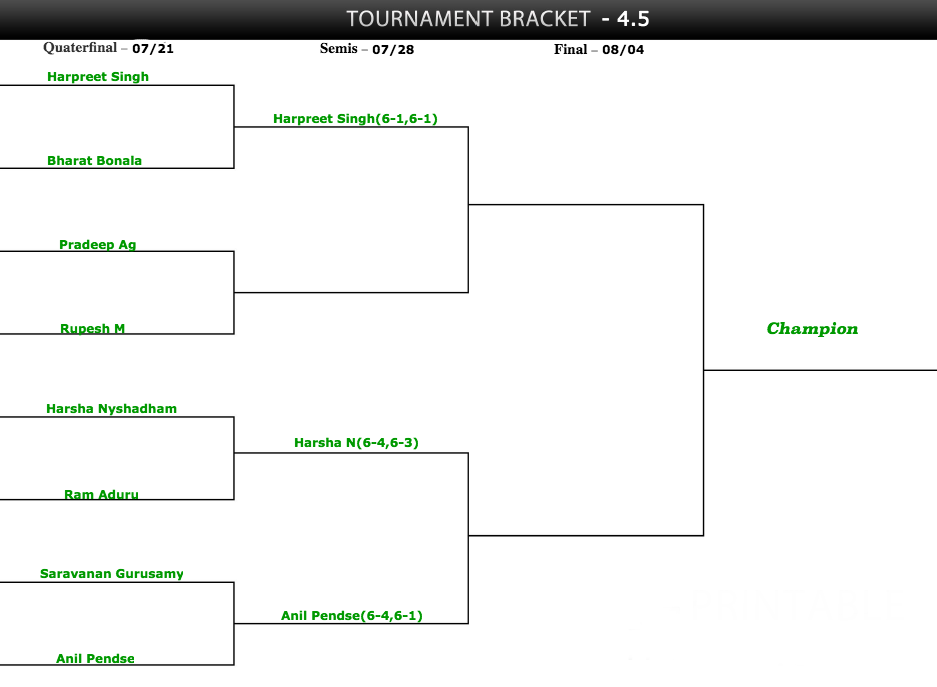 TOURNAMENT BRACKET - 4.5
Quaterfinal – 07/21
Semis – 07/28
Final – 08/04
Harpreet Singh
Harpreet Singh(6-1,6-1)
Bharat Bonala
Pradeep Ag
Rupesh M
Champion
Harsha Nyshadham
Harsha N(6-4,6-3)
Ram Aduru
Saravanan Gurusamy
Anil Pendse(6-4,6-1)
Anil Pendse